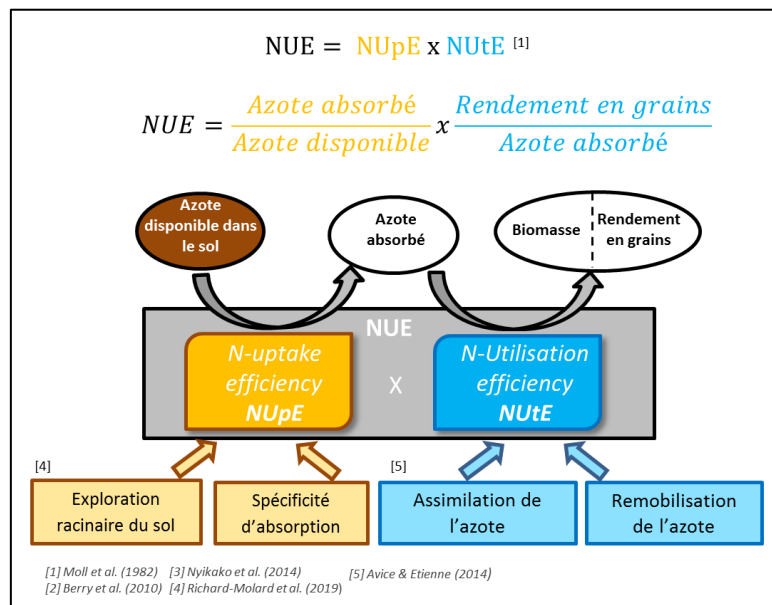 NUE = NUpE x NUtE [1]
NUE = Azote absorbé / Azote disponible x Rendement en grains / Azote absorbé
Azote
disponible dans
le sol
Azote
absorbé
Biomasse
Rendement
en grains
NUE
N-uptake
efficiency
NUpE
X
N-Utilisation
efficiency
NUtE
[4]
Exploration
racinaire du sol
Spécificité
d'absorption
[5]
Assimilation de
l'azote
Remobilisation
de l'azote
[1] Moll et al. (1982) [3] Nyikako et al. (2014) [5] Avice & Etienne (2014)
[2] Berry et al. (2010) [4] Richard-Molard et al. (2019)